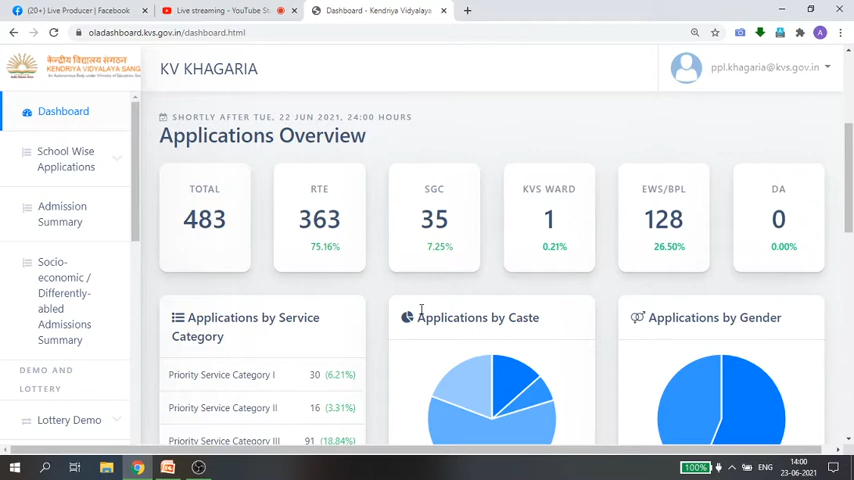 (20+) Live Producer | Facebook
Live streaming - YouTube St
Dashboard - Kendriya Vidyalaya
oladashboard.kvs.gov.in/dashboard.html
A
केन्द्रीय विद्यालय संगठन
KENDRIYA VIDYALAYA SANG
KV KHAGARIA
ppl.khagaria@kvs.gov.in
Dashboard
School Wise
Applications
Admission
Summary
Socio-
economic /
Differently-
abled
Admissions
Summary
DEMO AND
LOTTERY
Lottery Demo
SHORTLY AFTER TUE, 22 JUN 2021, 24:00 HOURS
Applications Overview
TOTAL
483
RTE
363
75.16%
SGC
35
7.25%
KVS WARD
1
0.21%
EWS/BPL
128
26.50%
DA
0
0.00%
Applications by Service
Category
Priority Service Category I 30 (6.21%)
Priority Service Category II 16 (3.31%)
Priority Service Category III 91 (18.84%)
Applications by Caste
Applications by Gender
100%
ENG
14:00
23-06-2021